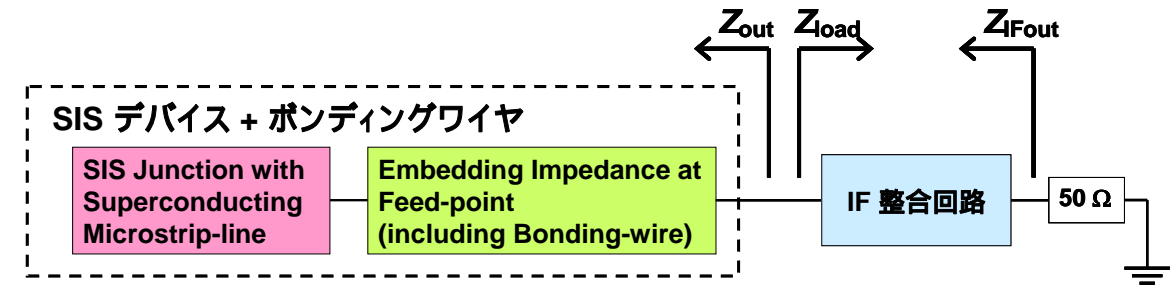 Zout Zload ZIFout
SIS デバイス + ボンディングワイヤ
SIS Junction with
Superconducting
Microstrip-line
Embedding Impedance at
Feed-point
(including Bonding-wire)
IF 整合回路
50 Ω